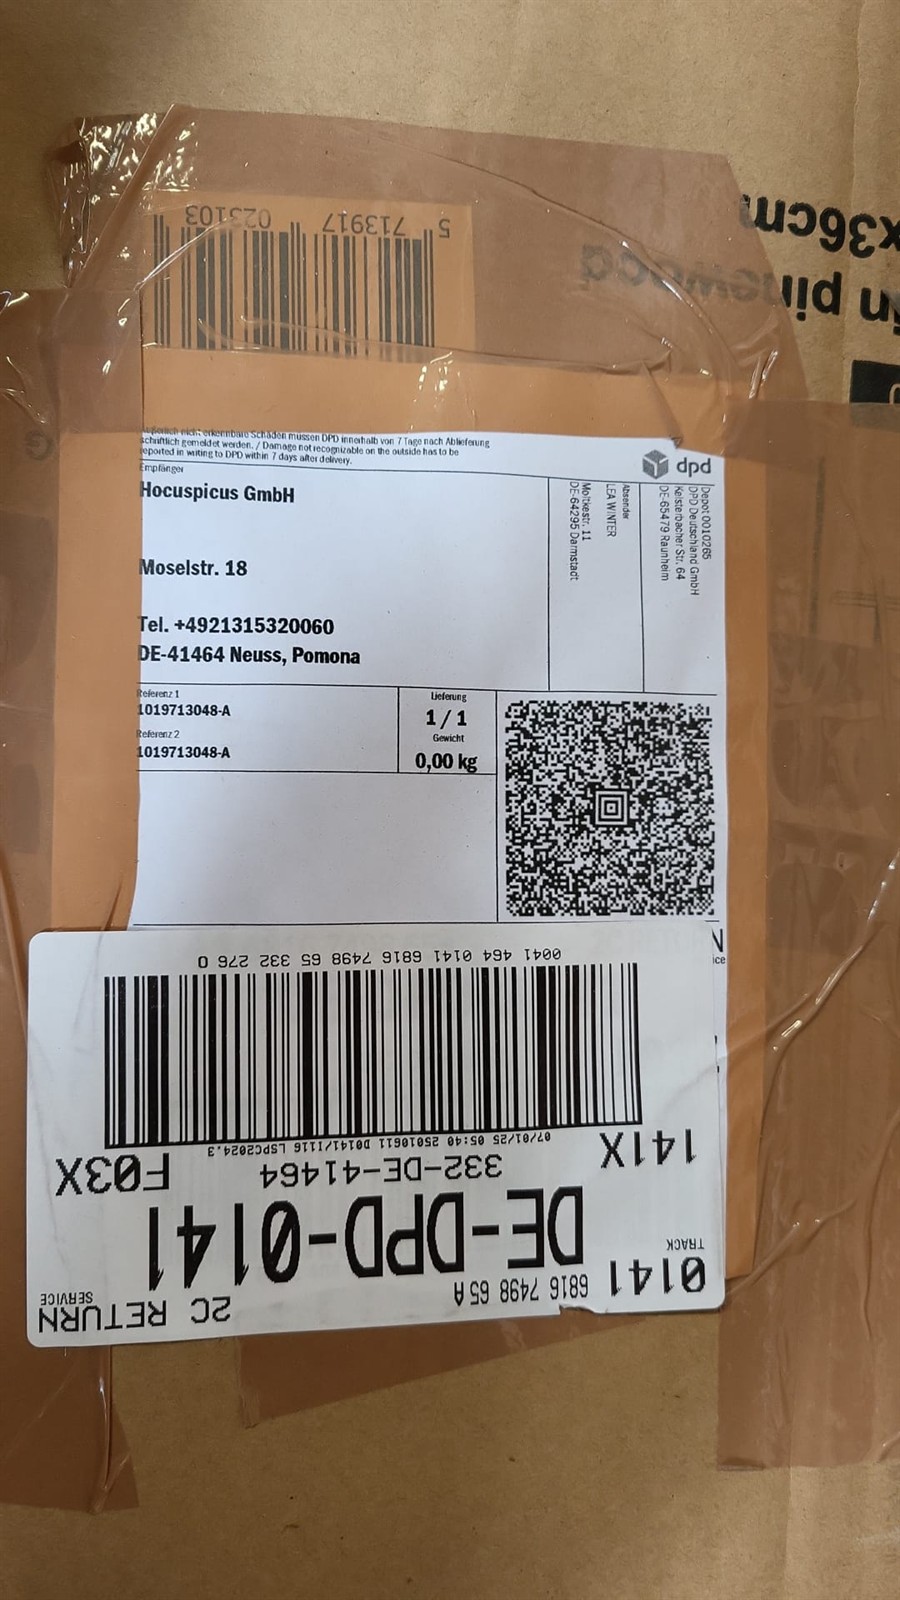 5 713917 023103
x36cm
Äußerlich nicht erkennbare Schäden müssen DPD innerhalb von 7 Tage nach Ablieferung
schriftlich gemeldet werden. / Damage not recognizable on the outside has to be
reported in writing to DPD within 7 days after delivery.
dpd
Empfänger
Hocuspicus GmbH
Moselstr. 18
Tel. +4921315320060
DE-41464 Neuss, Pomona
Absender
LEA WINTER
Moltkestr. 11
DE-64295 Darmstadt
Depot 0010265
DPD Deutschland GmbH
Kelsterbacher Str. 64
DE-65479 Raunheim
Referenz 1
1019713048-A
Referenz 2
1019713048-A
Lieferung
1 / 1
Gewicht
0,00 kg
0041 464 0141 6816 7498 65 332 276 0
07/01/25 05:40 25010611 D0141/1116 LSPC2024.3
141X
332-DE-41464
F03X
DE-DPD-0141
TRACK
0141 6816 7498 65 A
2C RETURN
SERVICE